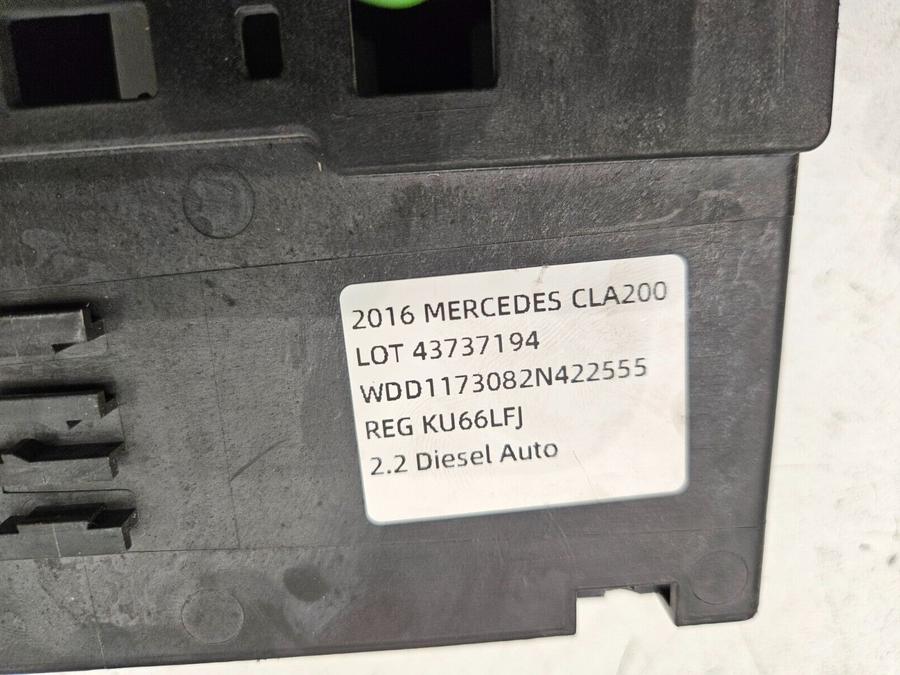 2016 MERCEDES CLA200
LOT 43737194
WDD1173082N422555
REG KU66LFJ
2.2 Diesel Auto